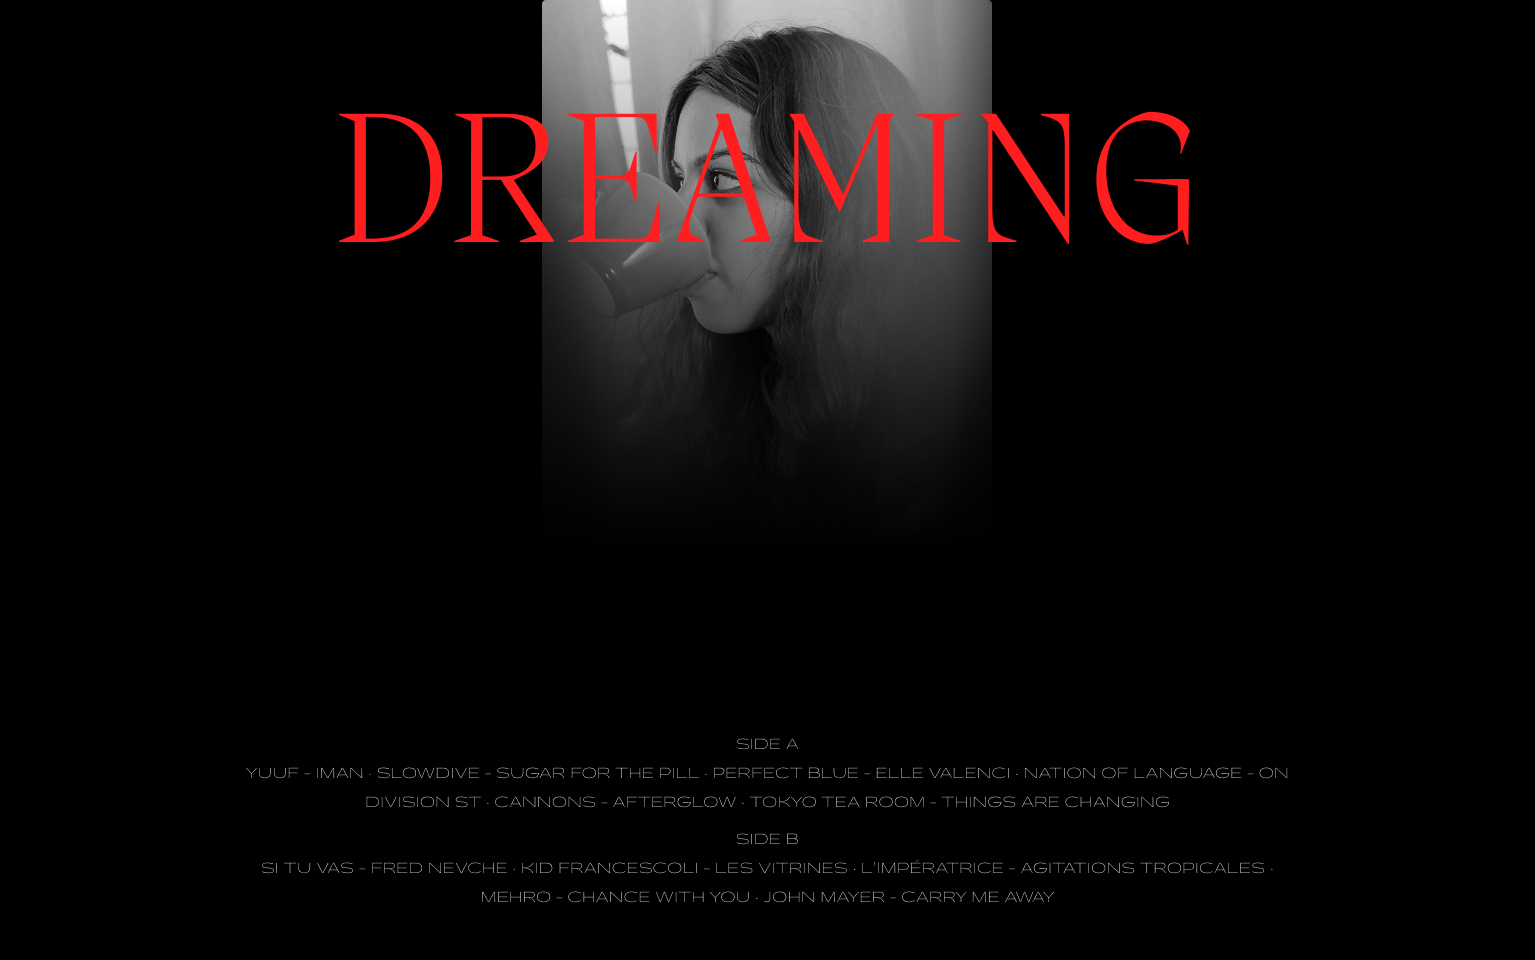 DREAMING
SIDE A
YUUF - IMAN · SLOWDIVE - SUGAR FOR THE PILL · PERFECT BLUE - ELLE VALENCI · NATION OF LANGUAGE - ON
DIVISION ST · CANNONS - AFTERGLOW · TOKYO TEA ROOM - THINGS ARE CHANGING
SIDE B
SI TU VAS - FRED NEVCHE · KID FRANCESCOLI - LES VITRINES · L'IMPÉRATRICE - AGITATIONS TROPICALES ·
MEHRO - CHANCE WITH YOU · JOHN MAYER - CARRY ME AWAY